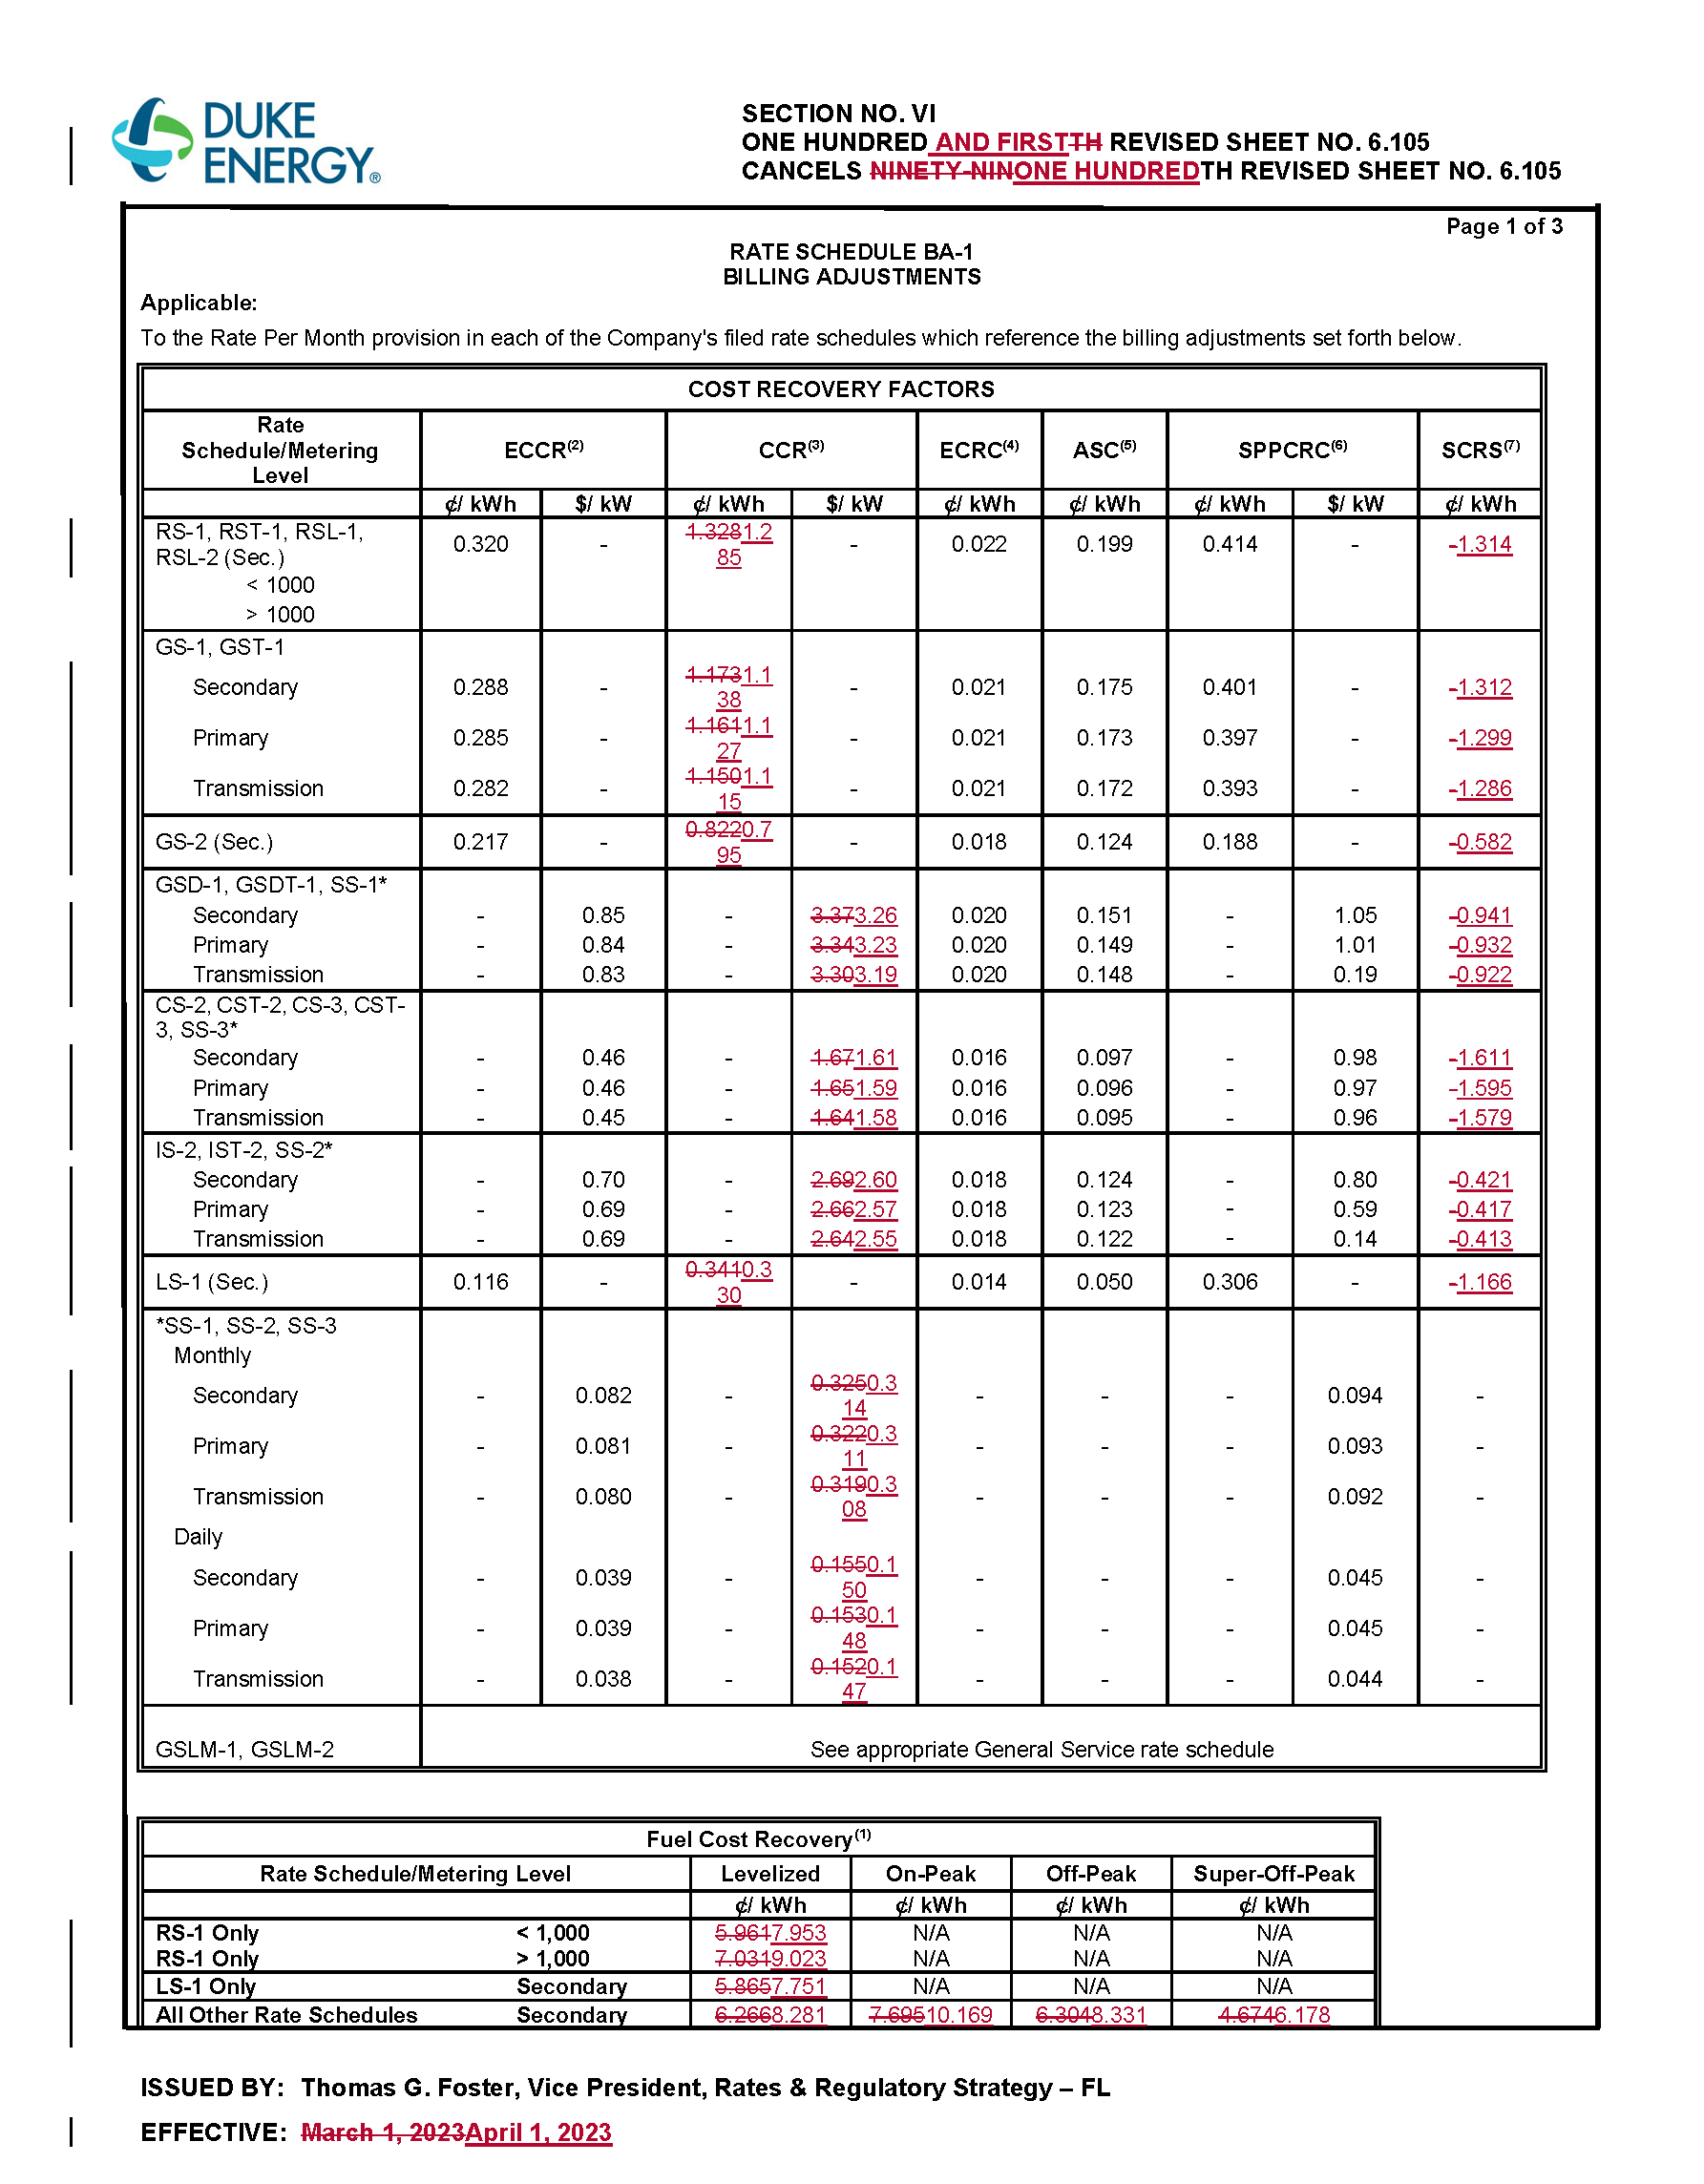 DUKE
ENERGY®
SECTION NO. VI
ONE HUNDRED AND FIRSTTH REVISED SHEET NO. 6.105
CANCELS NINETY-NINONE HUNDREDTH REVISED SHEET NO. 6.105
Page 1 of 3
RATE SCHEDULE BA-1
BILLING ADJUSTMENTS
Applicable:
To the Rate Per Month provision in each of the Company's filed rate schedules which reference the billing adjustments set forth below.
COST RECOVERY FACTORS
Rate
Schedule/Metering
Level
ECCR(2) CCR(3) ECRC(4) ASC(5) SPPCRC(6) SCRS(7)
¢/ kWh $/ kW ¢/ kWh $/ kW ¢/ kWh ¢/ kWh ¢/ kWh $/ kW ¢/ kWh
RS-1, RST-1, RSL-1,
RSL-2 (Sec.)
0.320 - 1.3281.2
85 - 0.022 0.199 0.414 - -1.314
< 1000
> 1000
GS-1, GST-1
Secondary 0.288 - 1.1731.1
38 - 0.021 0.175 0.401 - -1.312
Primary 0.285 - 1.1611.1
27 - 0.021 0.173 0.397 - -1.299
Transmission 0.282 - 1.1501.1
15 - 0.021 0.172 0.393 - -1.286
GS-2 (Sec.) 0.217 - 0.8220.7
95 - 0.018 0.124 0.188 - -0.582
GSD-1, GSDT-1, SS-1*
Secondary - 0.85 - 3.373.26 0.020 0.151 - 1.05 -0.941
Primary - 0.84 - 3.343.23 0.020 0.149 - 1.01 -0.932
Transmission - 0.83 - 3.303.19 0.020 0.148 - 0.19 -0.922
CS-2, CST-2, CS-3, CST-
3, SS-3*
Secondary - 0.46 - 1.671.61 0.016 0.097 - 0.98 -1.611
Primary - 0.46 - 1.651.59 0.016 0.096 - 0.97 -1.595
Transmission - 0.45 - 1.641.58 0.016 0.095 - 0.96 -1.579
IS-2, IST-2, SS-2*
Secondary - 0.70 - 2.692.60 0.018 0.124 - 0.80 -0.421
Primary - 0.69 - 2.662.57 0.018 0.123 - 0.59 -0.417
Transmission - 0.69 - 2.642.55 0.018 0.122 - 0.14 -0.413
LS-1 (Sec.) 0.116 - 0.3410.3
30 - 0.014 0.050 0.306 - -1.166
*SS-1, SS-2, SS-3
Monthly
Secondary - 0.082 - 0.3250.3
14 - - - 0.094 -
Primary - 0.081 - 0.3220.3
11 - - - 0.093 -
Transmission - 0.080 - 0.3190.3
08 - - - 0.092 -
Daily
Secondary - 0.039 - 0.1550.1
50 - - - 0.045 -
Primary - 0.039 - 0.1530.1
48 - - - 0.045 -
Transmission - 0.038 - 0.1520.1
47 - - - 0.044 -
GSLM-1, GSLM-2 See appropriate General Service rate schedule
Fuel Cost Recovery(1)
Rate Schedule/Metering Level Levelized On-Peak Off-Peak Super-Off-Peak
¢/ kWh ¢/ kWh ¢/ kWh ¢/ kWh
RS-1 Only < 1,000 5.9617.953 N/A N/A N/A
RS-1 Only > 1,000 7.0319.023 N/A N/A N/A
LS-1 Only Secondary 5.8657.751 N/A N/A N/A
All Other Rate Schedules Secondary 6.2668.281 7.69510.169 6.3048.331 4.6746.178
ISSUED BY: Thomas G. Foster, Vice President, Rates & Regulatory Strategy – FL
EFFECTIVE: March 1, 2023April 1, 2023